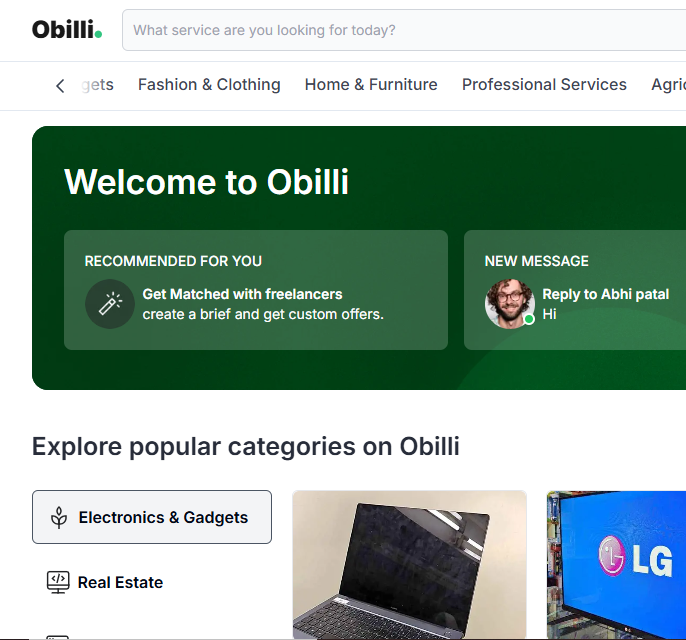 Obilli.
What service are you looking for today?
gets Fashion & Clothing Home & Furniture Professional Services Agric
Welcome to Obilli
RECOMMENDED FOR YOU
Get Matched with freelancers
create a brief and get custom offers.
NEW MESSAGE
Reply to Abhi patal
Hi
Explore popular categories on Obilli
Electronics & Gadgets
Real Estate
LG